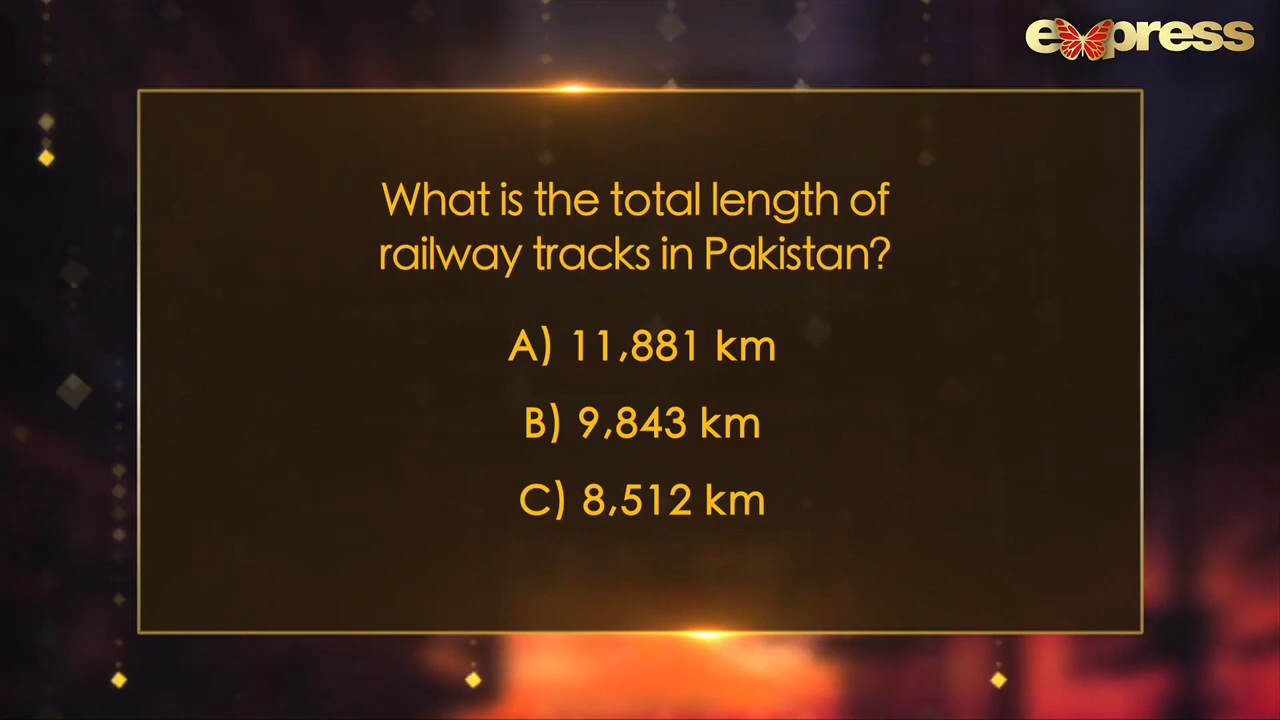 express
What is the total length of
railway tracks in Pakistan?
A) 11,881 km
B) 9,843 km
C) 8,512 km